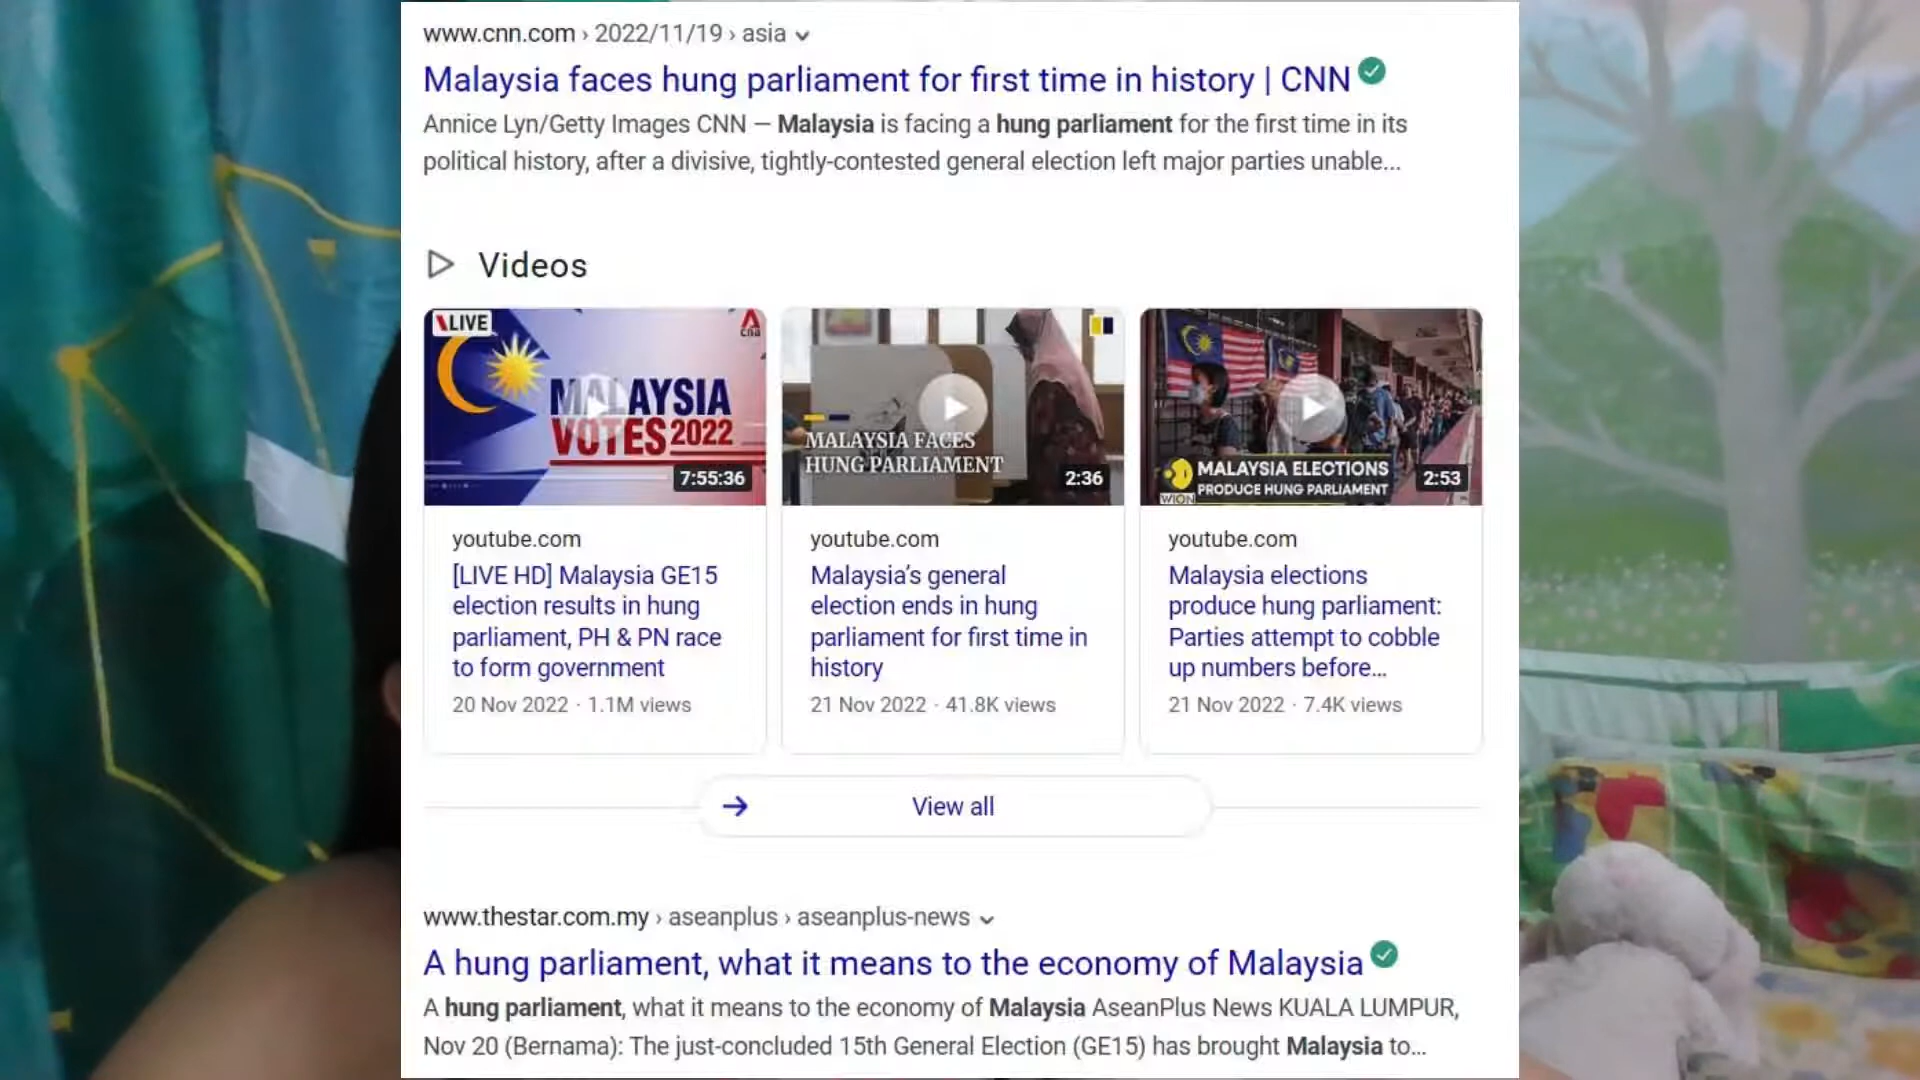 www.cnn.com › 2022/11/19 › asia
Malaysia faces hung parliament for first time in history | CNN
Annice Lyn/Getty Images CNN — Malaysia is facing a hung parliament for the first time in its
political history, after a divisive, tightly-contested general election left major parties unable...
Videos
LIVE
cna
MALAYSIA
VOTES 2022
7:55:36
MALAYSIA FACES
HUNG PARLIAMENT
2:36
MALAYSIA ELECTIONS
PRODUCE HUNG PARLIAMENT
WION
2:53
youtube.com
[LIVE HD] Malaysia GE15
election results in hung
parliament, PH & PN race
to form government
20 Nov 2022 · 1.1M views
youtube.com
Malaysia’s general
election ends in hung
parliament for first time in
history
21 Nov 2022 · 41.8K views
youtube.com
Malaysia elections
produce hung parliament:
Parties attempt to cobble
up numbers before...
21 Nov 2022 · 7.4K views
View all
www.thestar.com.my › aseanplus › aseanplus-news
A hung parliament, what it means to the economy of Malaysia
A hung parliament, what it means to the economy of Malaysia AseanPlus News KUALA LUMPUR,
Nov 20 (Bernama): The just-concluded 15th General Election (GE15) has brought Malaysia to...